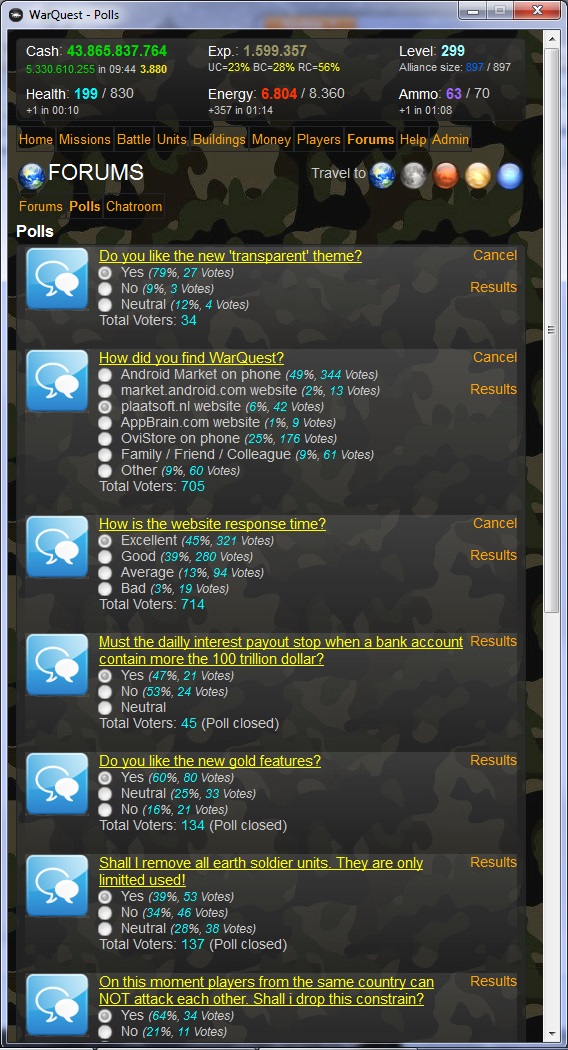 WarQuest - Polls
Cash: 43.865.837.764 Exp.: 1.599.357 Level: 299
5.330.610.255 in 09:44 3.880 UC=23% BC=28% RC=56% Alliance size: 897 / 897
Health: 199 / 830 Energy: 6.804 / 8.360 Ammo: 63 / 70
+1 in 00:10 +357 in 01:14 +1 in 01:08
Home Missions Battle Units Buildings Money Players Forums Help Admin
FORUMS Travel to
Forums Polls Chatroom
Polls
Do you like the new 'transparent' theme? Cancel
Yes (79%, 27 Votes)
No (9%, 3 Votes) Results
Neutral (12%, 4 Votes)
Total Voters: 34
How did you find WarQuest? Cancel
Android Market on phone (49%, 344 Votes)
market.android.com website (2%, 13 Votes) Results
plaatsoft.nl website (6%, 42 Votes)
AppBrain.com website (1%, 9 Votes)
OviStore on phone (25%, 176 Votes)
Family / Friend / Colleague (9%, 61 Votes)
Other (9%, 60 Votes)
Total Voters: 705
How is the website response time? Cancel
Excellent (45%, 321 Votes)
Good (39%, 280 Votes) Results
Average (13%, 94 Votes)
Bad (3%, 19 Votes)
Total Voters: 714
Must the dailly interest payout stop when a bank account Results
contain more the 100 trillion dollar?
Yes (47%, 21 Votes)
No (53%, 24 Votes)
Neutral
Total Voters: 45 (Poll closed)
Do you like the new gold features? Results
Yes (60%, 80 Votes)
Neutral (25%, 33 Votes)
No (16%, 21 Votes)
Total Voters: 134 (Poll closed)
Shall I remove all earth soldier units. They are only Results
limitted used!
Yes (39%, 53 Votes)
No (34%, 46 Votes)
Neutral (28%, 38 Votes)
Total Voters: 137 (Poll closed)
On this moment players from the same country can Results
NOT attack each other. Shall i drop this constrain?
Yes (64%, 34 Votes)
No (21%, 11 Votes)